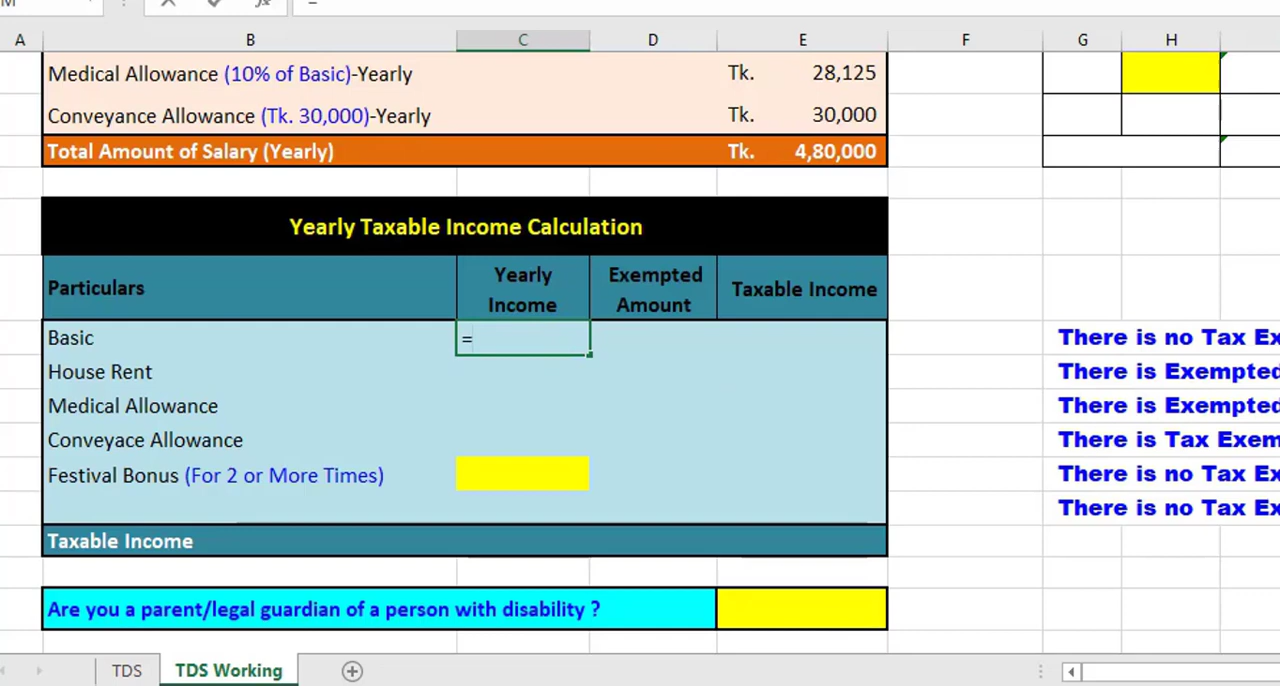 =
A B C D E F G H
Medical Allowance (10% of Basic)-Yearly Tk. 28,125
Conveyance Allowance (Tk. 30,000)-Yearly Tk. 30,000
Total Amount of Salary (Yearly) Tk. 4,80,000
Yearly Taxable Income Calculation
Particulars Yearly Income Exempted Amount Taxable Income
Basic = There is no Tax Ex
House Rent There is Exempted
Medical Allowance There is Exempted
Conveyace Allowance There is Tax Exem
Festival Bonus (For 2 or More Times) There is no Tax Ex
There is no Tax Ex
Taxable Income
Are you a parent/legal guardian of a person with disability ?
TDS TDS Working